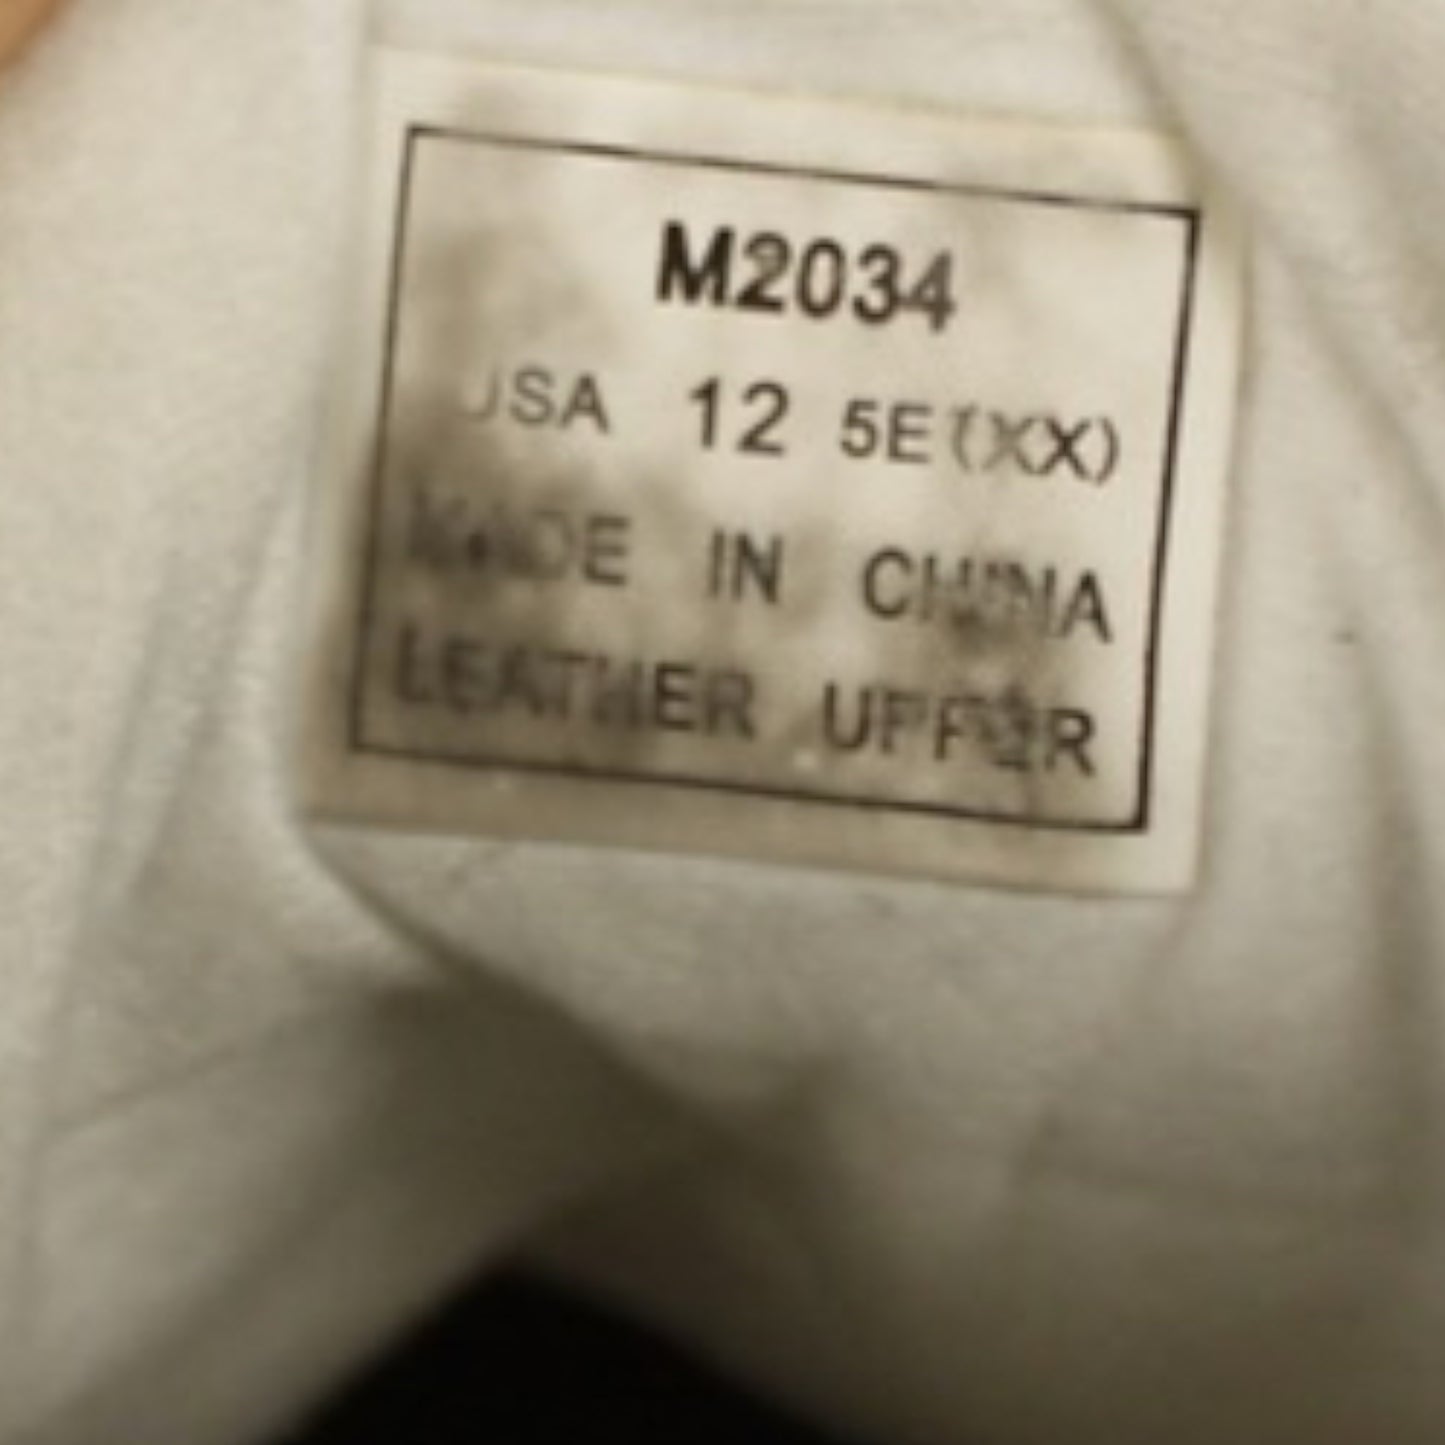 M2034
USA 12 5E(XX)
MADE IN CHINA
LEATHER UPPER